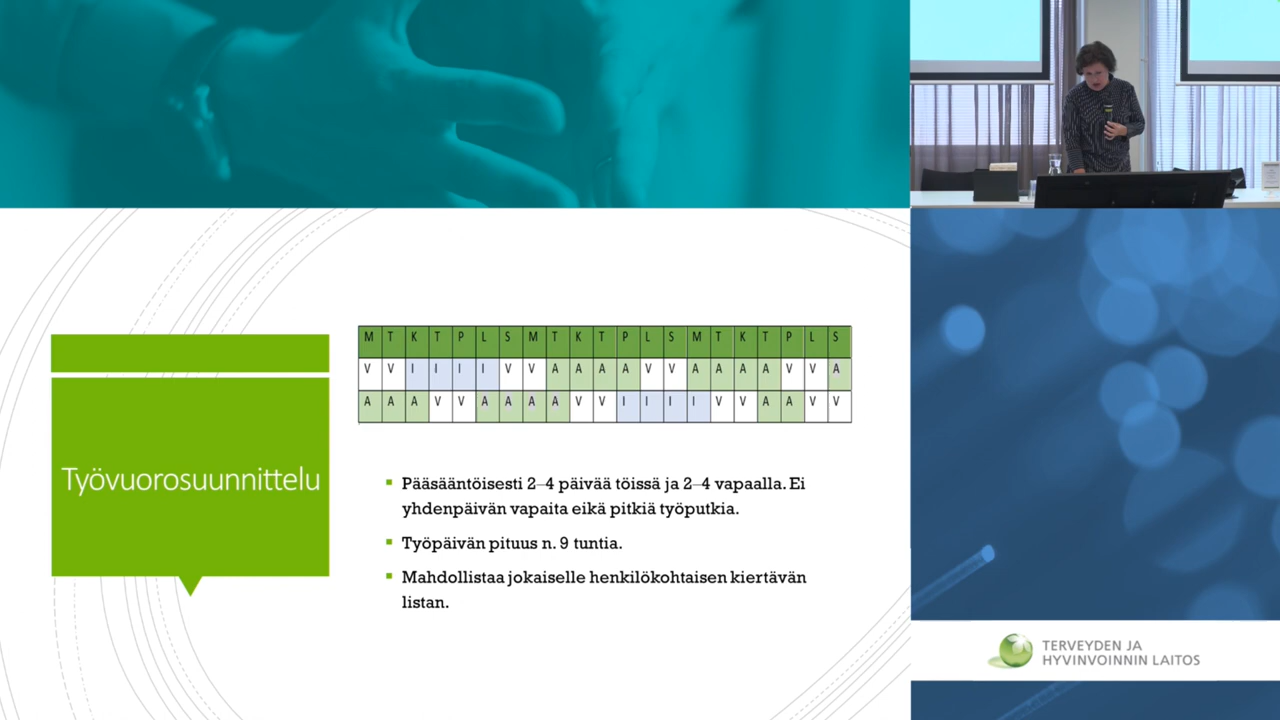 Työvuorosuunnittelu
M T K T P L S M T K T P L S M T K T P L S
V V I I I I V V A A A A V V A A A A V V A
A A A V V A A A A V V I I I I V V A A V V
Pääsääntöisesti 2–4 päivää töissä ja 2–4 vapaalla. Ei
yhdenpäivän vapaita eikä pitkiä työputkia.
Työpäivän pituus n. 9 tuntia.
Mahdollistaa jokaiselle henkilökohtaisen kiertävän
listan.
TERVEYDEN JA
HYVINVOINNIN LAITOS